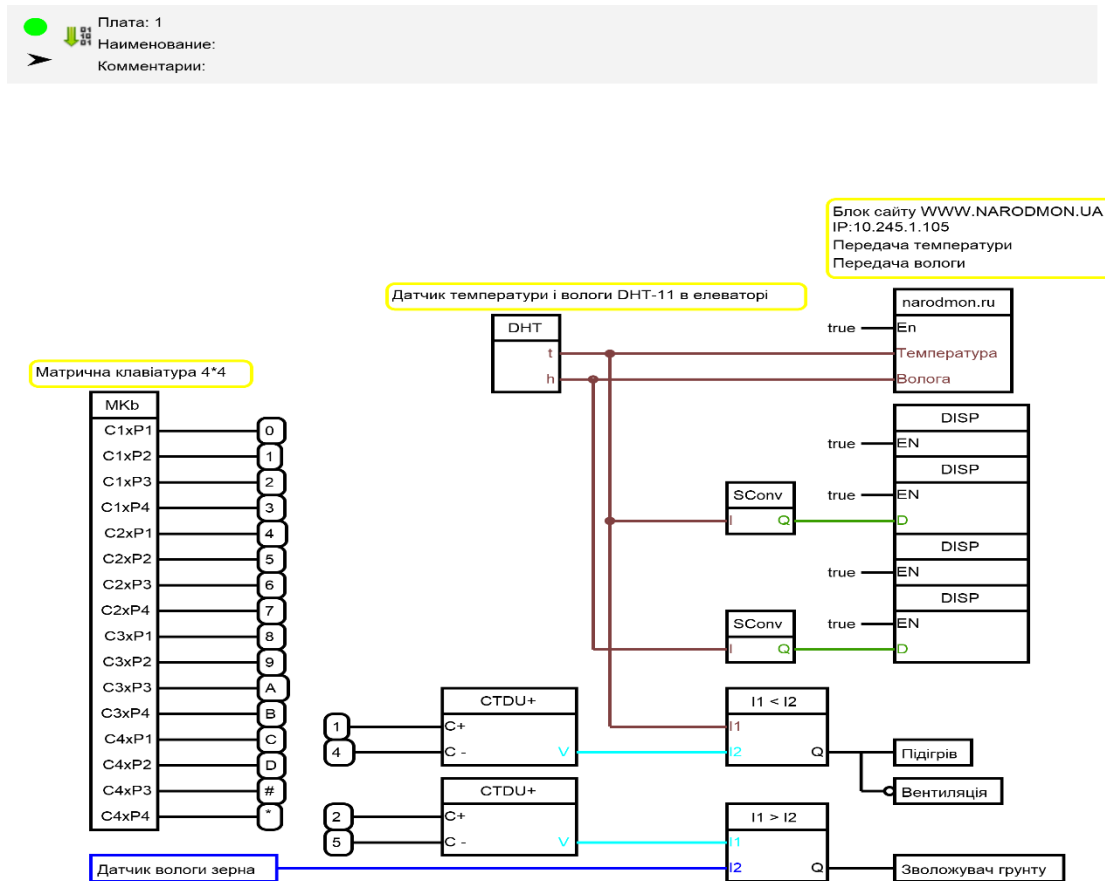 Плата: 1
Наименование:
Комментарии:
Блок сайту WWW.NARODMON.UA
IP:10.245.1.105
Передача температури
Передача вологи
Датчик температури і вологи DHT-11 в елеваторі
narodmon.ru
true
En
Температура
Волога
DHT
t
h
Матрична клавіатура 4*4
MKb
C1xP1 0
C1xP2 1
C1xP3 2
C1xP4 3
C2xP1 4
C2xP2 5
C2xP3 6
C2xP4 7
C3xP1 8
C3xP2 9
C3xP3 A
C3xP4 B
C4xP1 C
C4xP2 D
C4xP3 #
C4xP4 *
DISP
true EN
DISP
SConv
I Q
true EN
D
DISP
true EN
DISP
SConv
I Q
true EN
D
CTDU+
1 C+
4 C - V
I1 < I2
I1
I2 Q
Підігрів
Вентиляція
CTDU+
2 C+
5 C - V
I1 > I2
I1
I2 Q
Датчик вологи зерна
Зволожувач грунту
01
10
01